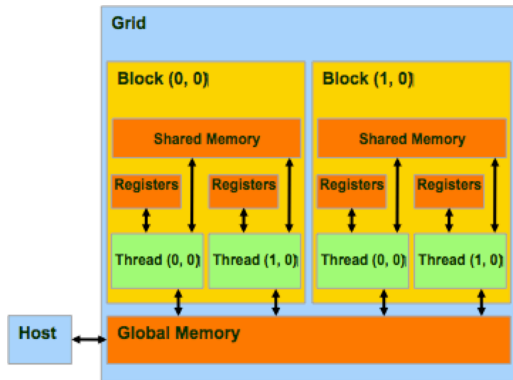 Grid
Block (0, 0)
Block (1, 0)
Shared Memory
Shared Memory
Registers
Registers
Registers
Registers
Thread (0, 0)
Thread (1, 0)
Thread (0, 0)
Thread (1, 0)
Host
Global Memory